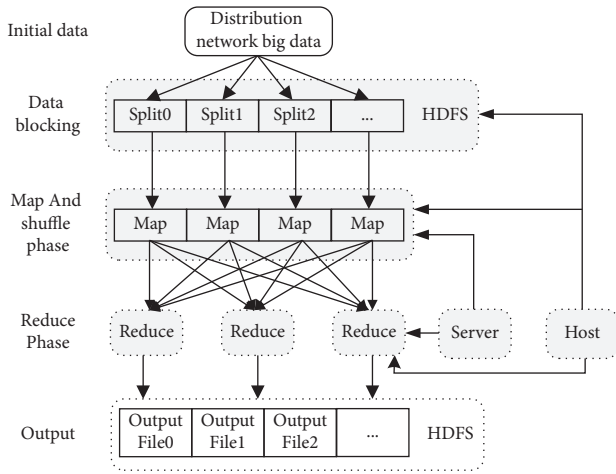 Initial data
Distribution
network big data
Data
blocking
Split0 Split1 Split2 ... HDFS
Map And
shuffle
phase
Map Map Map Map
Reduce
Phase
Reduce Reduce Reduce Server Host
Output
Output
File0
Output
File1
Output
File2
...
HDFS